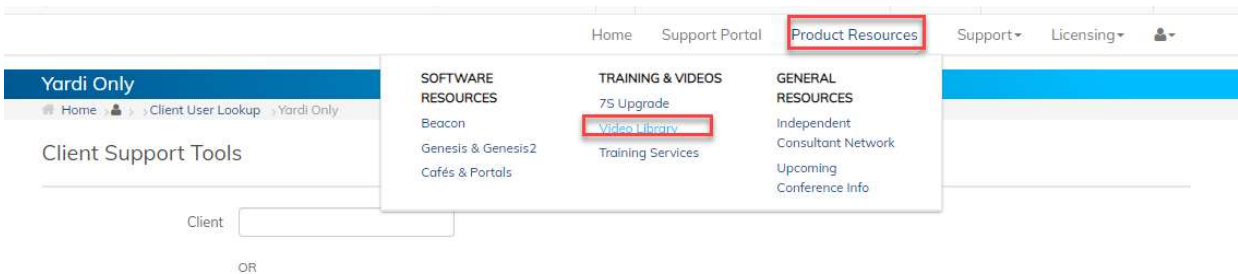 Home Support Portal Product Resources Support Licensing
Yardi Only
Home > > > Client User Lookup > Yardi Only
Client Support Tools
SOFTWARE
RESOURCES
Beacon
Genesis & Genesis2
Cafés & Portals
TRAINING & VIDEOS
7S Upgrade
Video Library
Training Services
GENERAL
RESOURCES
Independent
Consultant Network
Upcoming
Conference Info
Client
OR